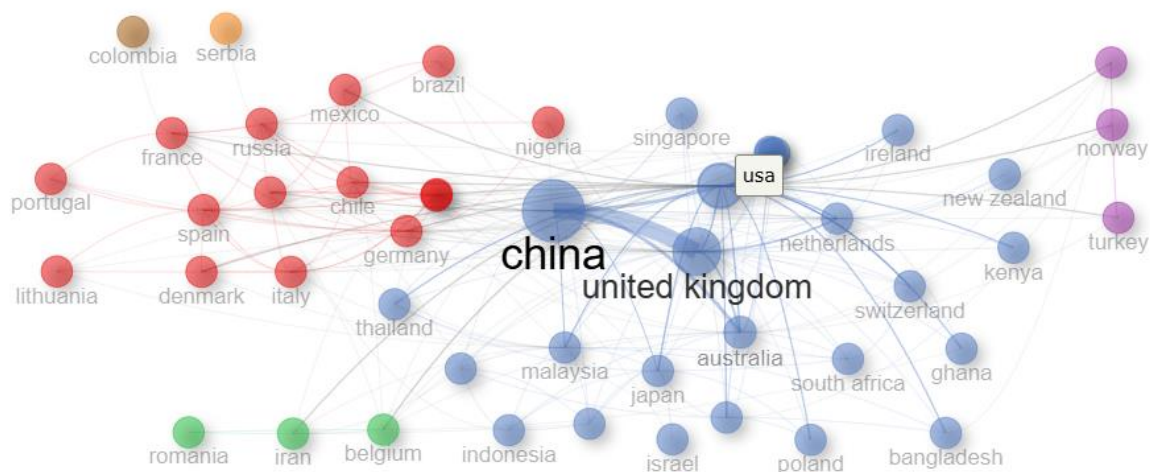 colombia
serbia
brazil
mexico
nigeria
singapore
ireland
norway
france
russia
usa
new zealand
portugal
chile
spain
germany
netherlands
turkey
kenya
china
united kingdom
lithuania
denmark
italy
thailand
switzerland
malaysia
australia
japan
south africa
ghana
romania
iran
belgium
indonesia
israel
poland
bangladesh